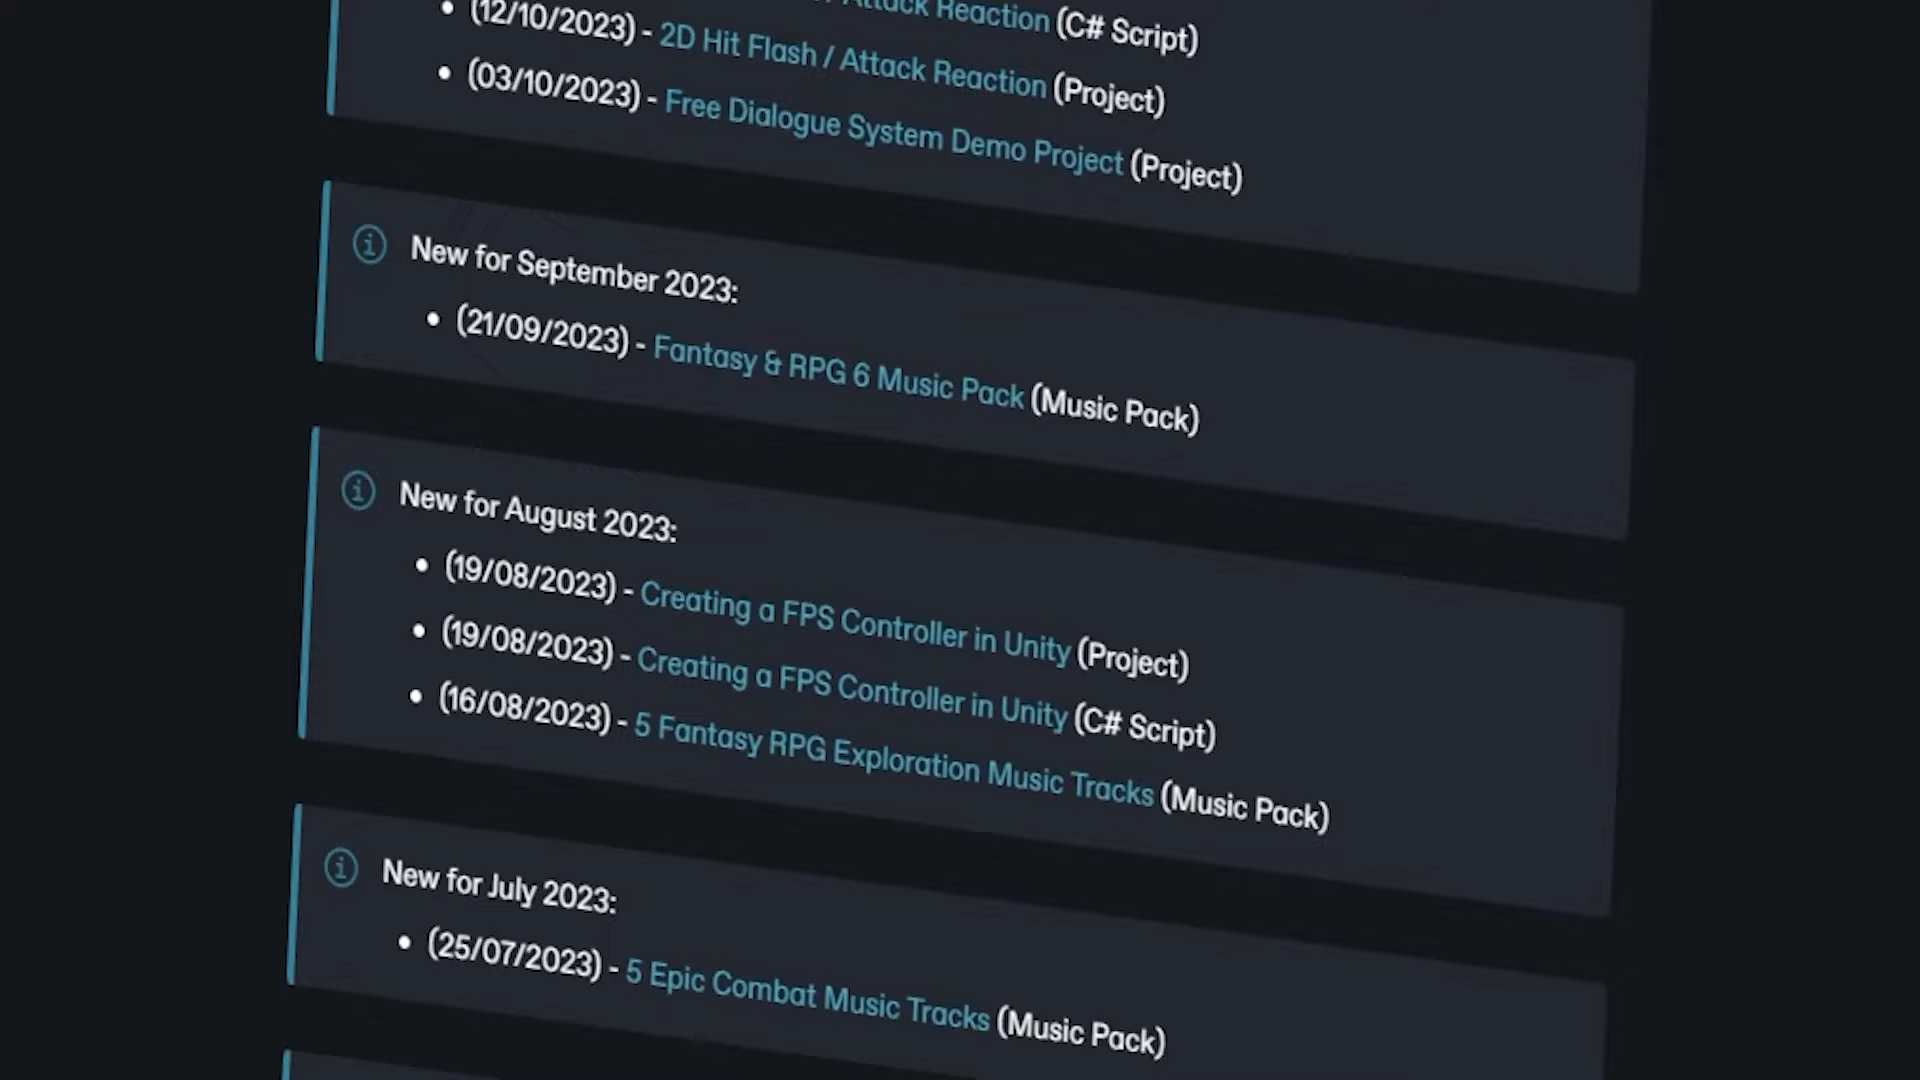 Attack Reaction (C# Script)
(12/10/2023) - 2D Hit Flash / Attack Reaction (Project)
(03/10/2023) - Free Dialogue System Demo Project (Project)
New for September 2023:
(21/09/2023) - Fantasy & RPG 6 Music Pack (Music Pack)
New for August 2023:
(19/08/2023) - Creating a FPS Controller in Unity (Project)
(19/08/2023) - Creating a FPS Controller in Unity (C# Script)
(16/08/2023) - 5 Fantasy RPG Exploration Music Tracks (Music Pack)
New for July 2023:
(25/07/2023) - 5 Epic Combat Music Tracks (Music Pack)